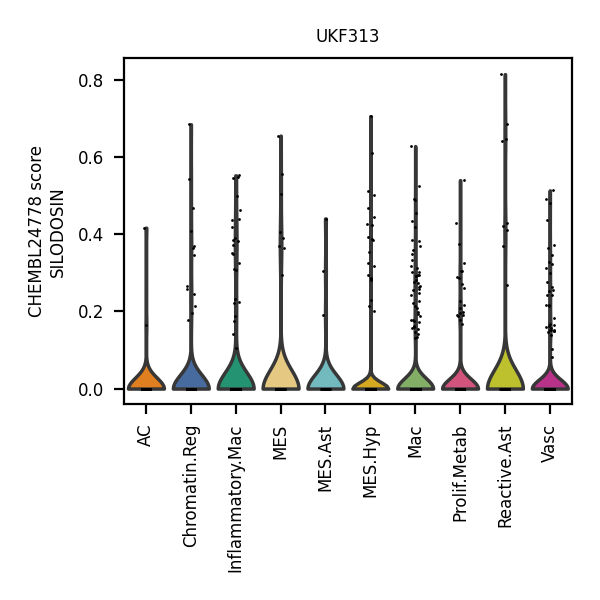 UKF313
CHEMBL24778 score
SILODOSIN
0.8
0.6
0.4
0.2
0.0
AC
Chromatin.Reg
Inflammatory.Mac
MES
MES.Ast
MES.Hyp
Mac
Prolif.Metab
Reactive.Ast
Vasc